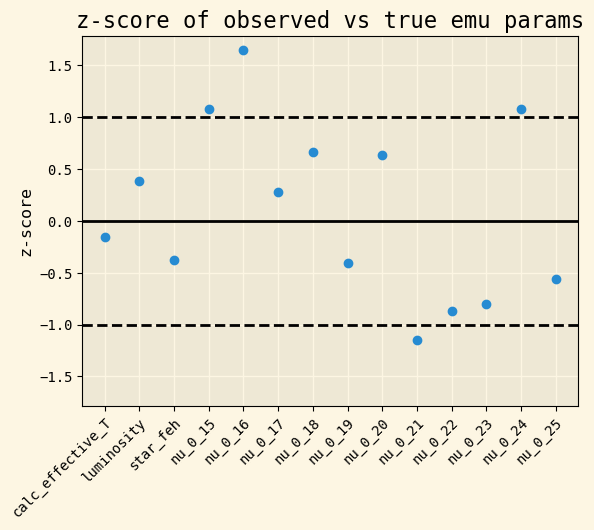 z-score of observed vs true emu params
z-score
1.5
1.0
0.5
0.0
−0.5
−1.0
−1.5
calc_effective_T
luminosity
star_feh
nu_0_15
nu_0_16
nu_0_17
nu_0_18
nu_0_19
nu_0_20
nu_0_21
nu_0_22
nu_0_23
nu_0_24
nu_0_25